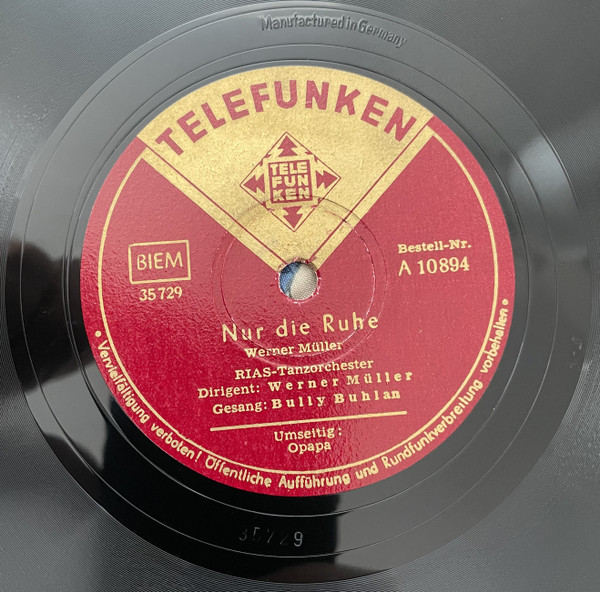 Manufactured in Germany
TELEFUNKEN
TELE
FUN
KEN
BIEM
35729
Bestell-Nr.
A 10894
Nur die Ruhe
Werner Müller
RIAS-Tanzorchester
Dirigent: Werner Müller
Gesang: Bully Buhlan
Umseitig:
Opapa
• Vervielfältigung verboten! Öffentliche Aufführung und Rundfunkverbreitung vorbehalten •
35729